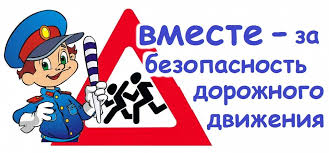 вместе – за
безопасность
дорожного
движения